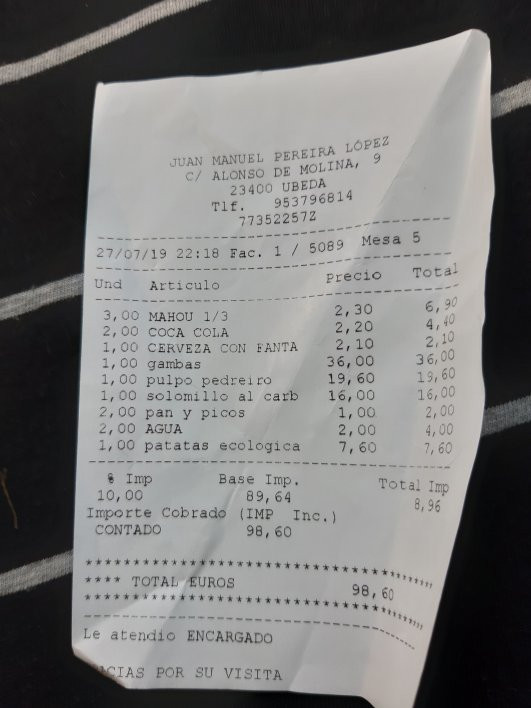 JUAN MANUEL PEREIRA LÓPEZ
C/ ALONSO DE MOLINA, 9
23400 UBEDA
Tlf. 953796814
77352257Z
27/07/19 22:18 Fac. 1 / 5089 Mesa 5
Und Articulo Precio Total
3,00 MAHOU 1/3 2,30 6,90
2,00 COCA COLA 2,20 4,40
1,00 CERVEZA CON FANTA 2,10 2,10
1,00 gambas 36,00 36,00
1,00 pulpo pedreiro 19,60 19,60
1,00 solomillo al carb 16,00 16,00
2,00 pan y picos 1,00 2,00
2,00 AGUA 2,00 4,00
1,00 patatas ecologica 7,60 7,60
% Imp Base Imp. Total Imp
10,00 89,64 8,96
Importe Cobrado (IMP Inc.)
CONTADO 98,60
**** TOTAL EUROS 98,60
Le atendio ENCARGADO
ACIAS POR SU VISITA